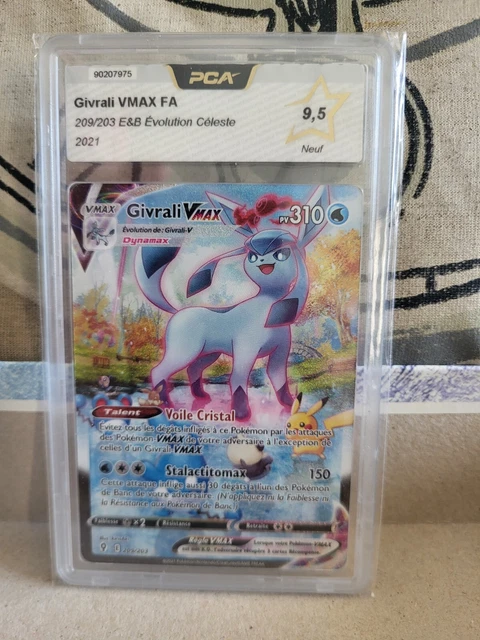 90207975
PCA
Givrali VMAX FA
209/203 E&B Évolution Céleste
2021
9,5
Neuf
VMAX
Givrali VMAX
PV310
Évolution de : Givrali-V
Dynamax
Talent Voile Cristal
Évitez tous les dégâts infligés à ce Pokémon par les attaques
des Pokémon VMAX de votre adversaire à l'exception de
celles d'un Givrali VMAX.
Stalactitomax 150
Cette attaque inflige aussi 30 dégâts à l'un des Pokémon
de Banc de votre adversaire. (N'appliquez ni la Faiblesse ni
la Résistance aux Pokémon de Banc.)
Faiblesse ×2 Résistance Retraite
Règle VMAX
209/203